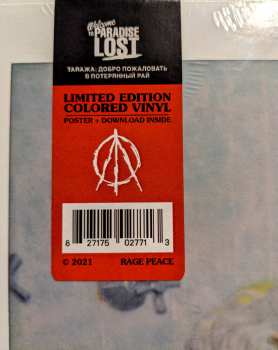 Welcome
TO PARADISE
LOST
ТАЯАЖА: ДОБРО ПОЖАЛОВАТЬ
В ПОТЕРЯННЫЙ РАЙ
LIMITED EDITION
COLORED VINYL
POSTER + DOWNLOAD INSIDE
8 27175 02771 3
© 2021 RAGE PEACE